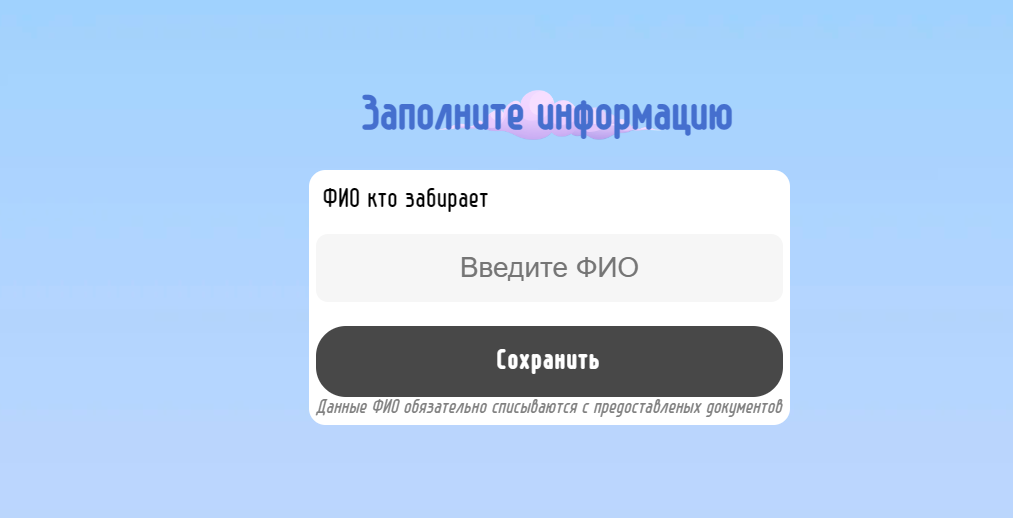 Заполните информацию
ФИО кто забирает
Введите ФИО
Сохранить
Данные ФИО обязательно списываются с предоставленых документов